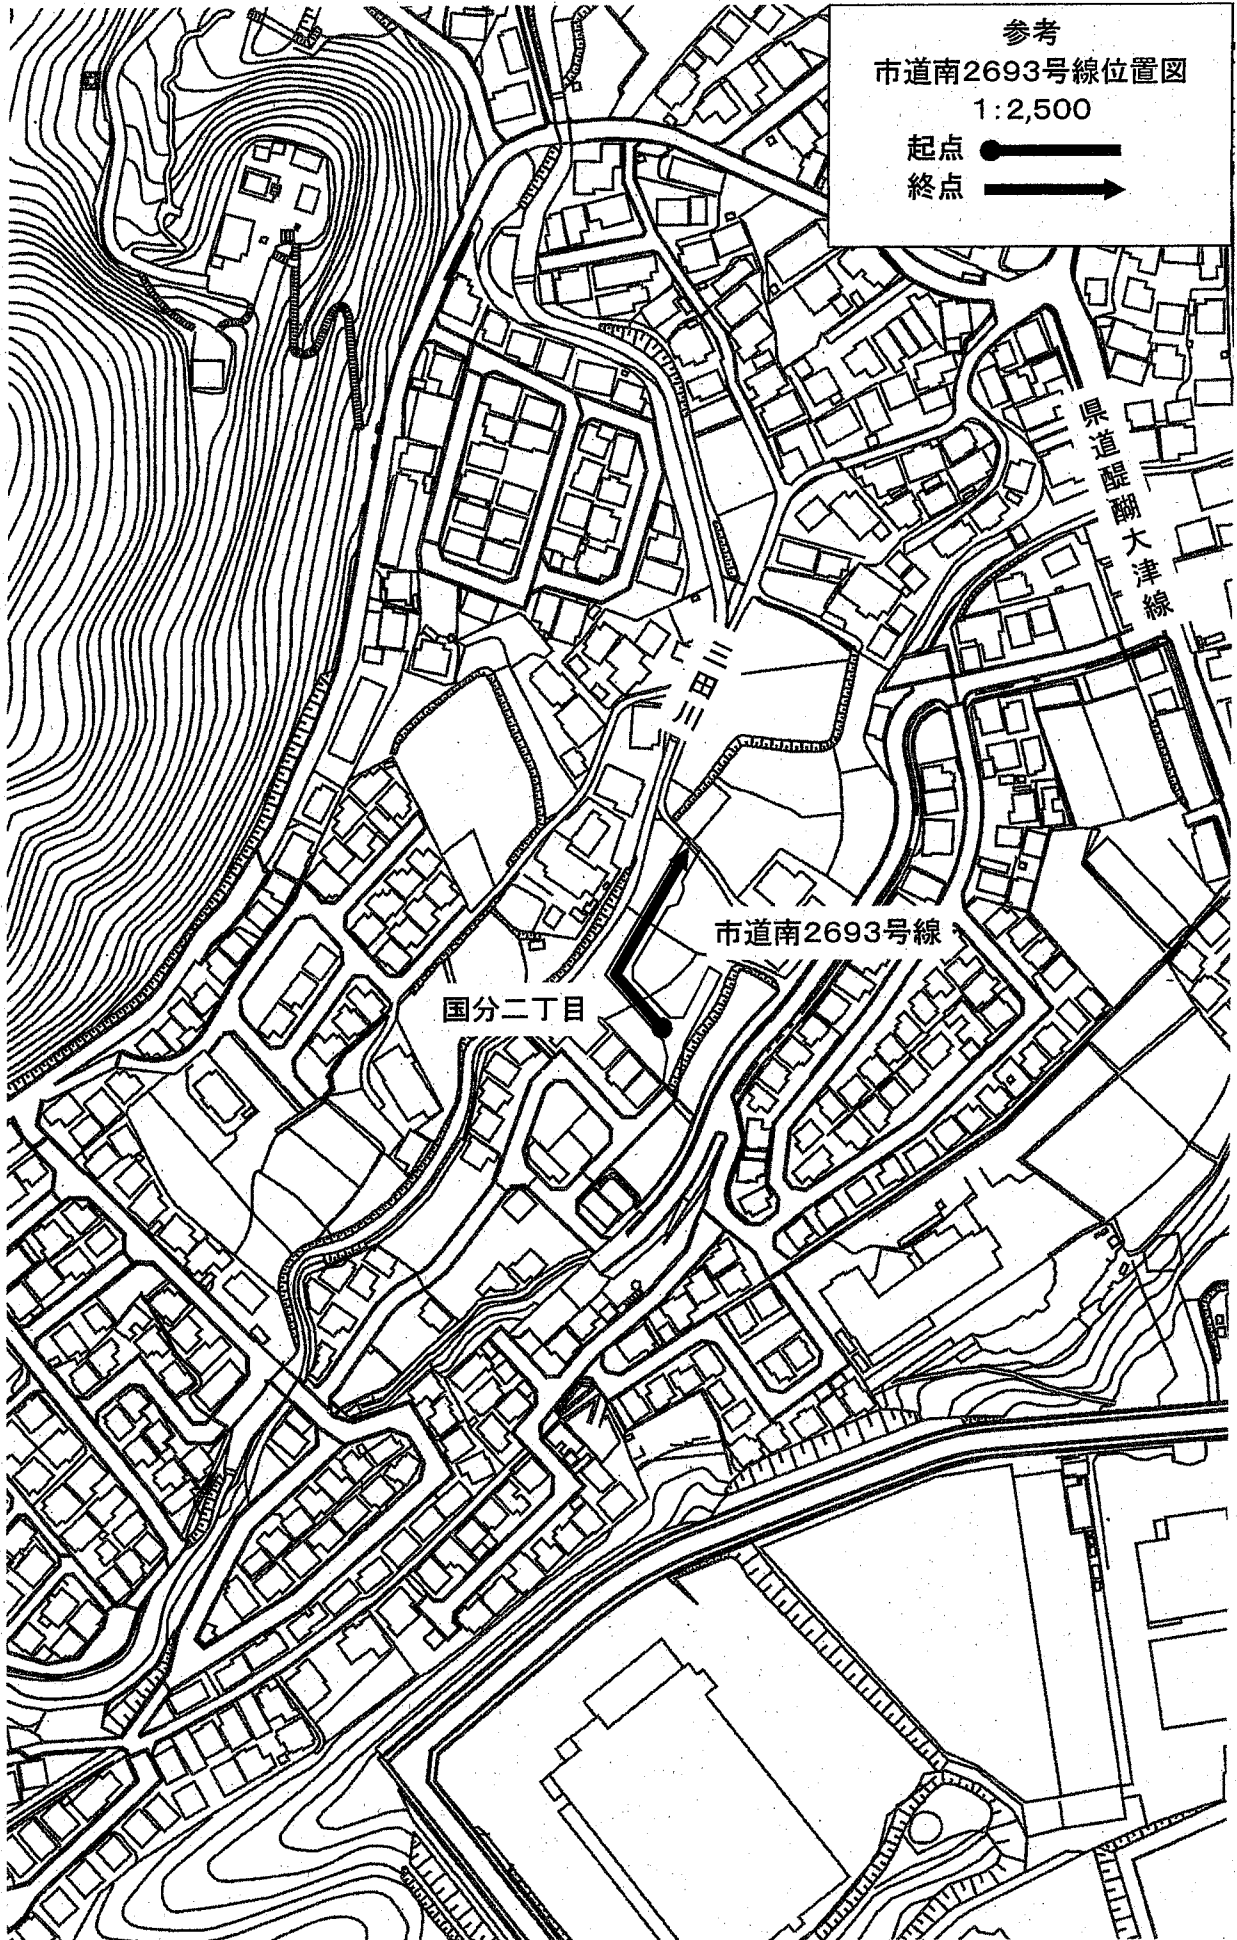 参考
市道南2693号線位置図
1:2,500
起点
終点
県道醍醐大津線
三田川
市道南2693号線
国分二丁目